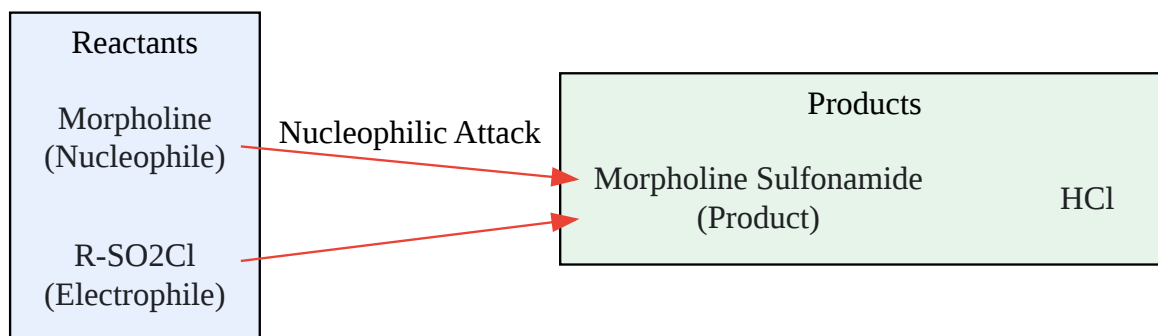 Reactants
Morpholine
(Nucleophile)
R-SO2Cl
(Electrophile)
Nucleophilic Attack
Products
Morpholine Sulfonamide
(Product)
HCl